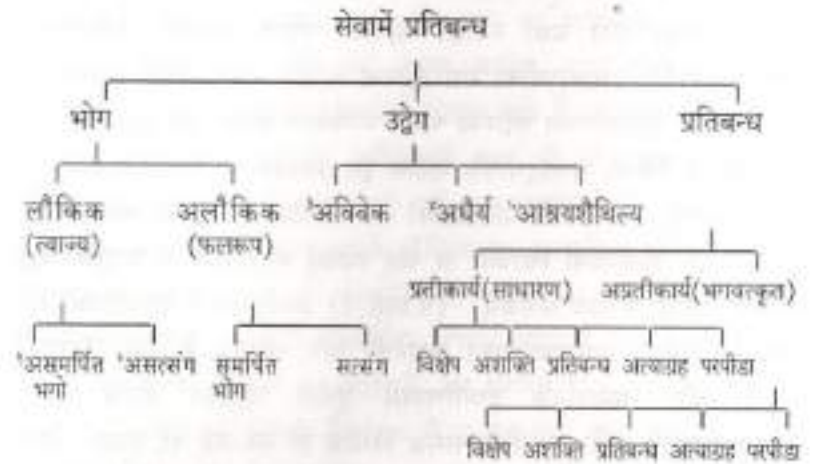 सेवामें प्रतिबन्ध
भोग उद्वेग प्रतिबन्ध
लौकिक अलौकिक अविवेक अधैर्य आश्रयशैथिल्य
(त्याज्य) (फलरूप)
प्रतीकार्य(साधारण) अप्रतीकार्य(भगवत्कृत)
असमर्पित असत्संग समर्पित सत्संग विक्षेप अशक्ति प्रतिबन्ध अत्याग्रह परपीडा
भगो भोग
विक्षेप अशक्ति प्रतिबन्ध अत्याग्रह परपीडा